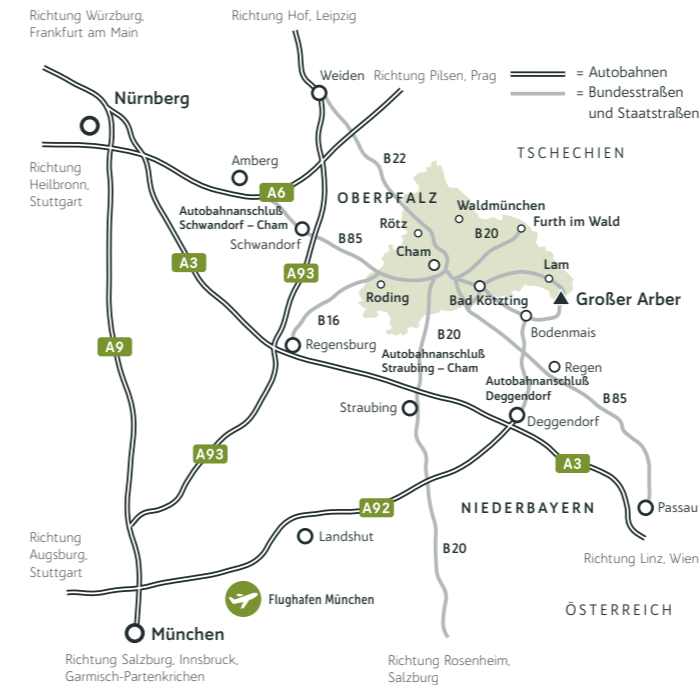 Richtung Würzburg,
Frankfurt am Main
Richtung Hof, Leipzig
Weiden
Richtung Pilsen, Prag
= Autobahnen
= Bundesstraßen
und Staatstraßen
Nürnberg
Richtung
Heilbronn,
Stuttgart
Amberg
A6
B22
TSCHECHIEN
OBERPFALZ
Autobahnanschluß
Schwandorf – Cham
Schwandorf
B85
Rötz
Waldmünchen
Furth im Wald
B20
Cham
Lam
A3
A93
Roding
Bad Kötzting
Großer Arber
B16
Regensburg
B20
Bodenmais
A9
Autobahnanschluß
Straubing – Cham
Regen
Autobahnanschluß
Deggendorf
B85
Straubing
Deggendorf
A93
A3
A92
NIEDERBAYERN
Passau
Richtung
Augsburg,
Stuttgart
Landshut
B20
Richtung Linz, Wien
Flughafen München
ÖSTERREICH
München
Richtung Salzburg, Innsbruck,
Garmisch-Partenkrichen
Richtung Rosenheim,
Salzburg